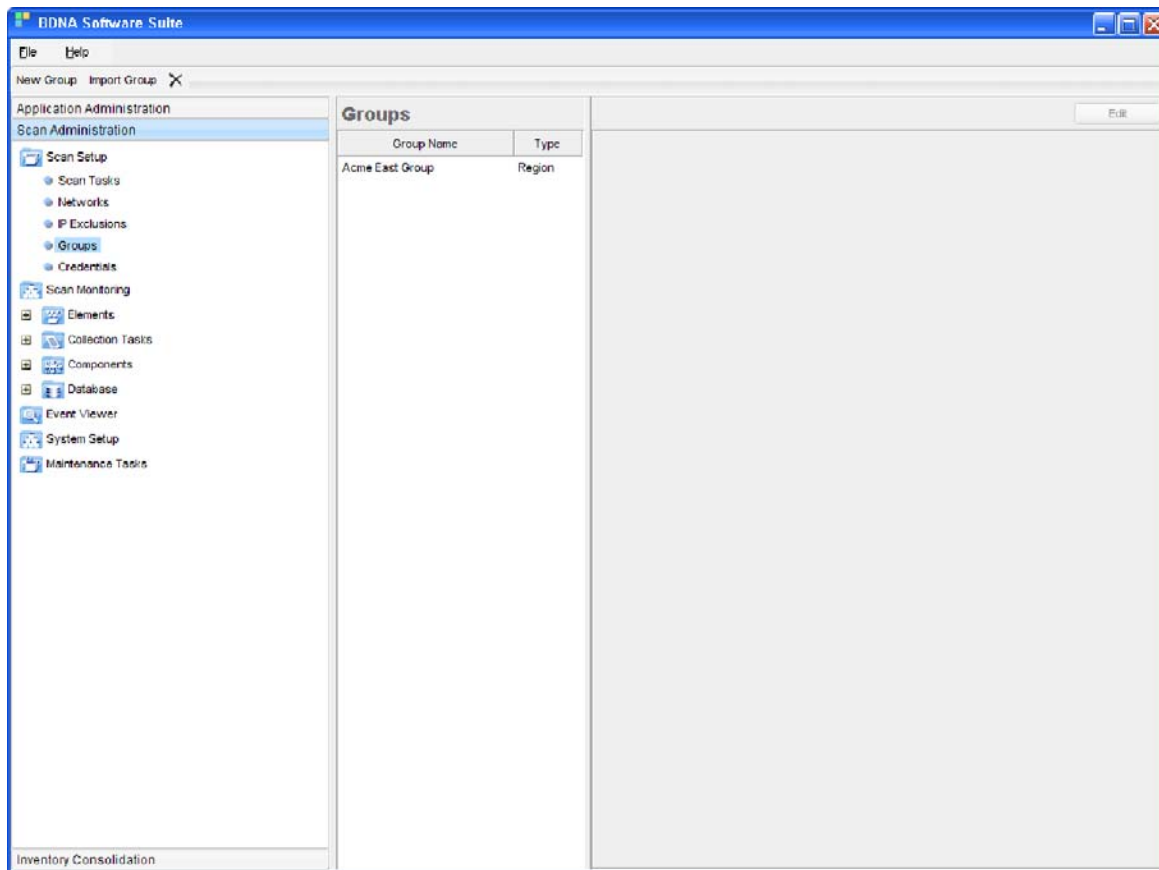 BDNA Software Suite
File Help
New Group Import Group
Application Administration
Scan Administration
Scan Setup
Scan Tasks
Networks
IP Exclusions
Groups
Credentials
Scan Monitoring
Elements
Collection Tasks
Components
Database
Event Viewer
System Setup
Maintenance Tasks
Inventory Consolidation
Groups
Group Name Type
Acme East Group Region
Edit